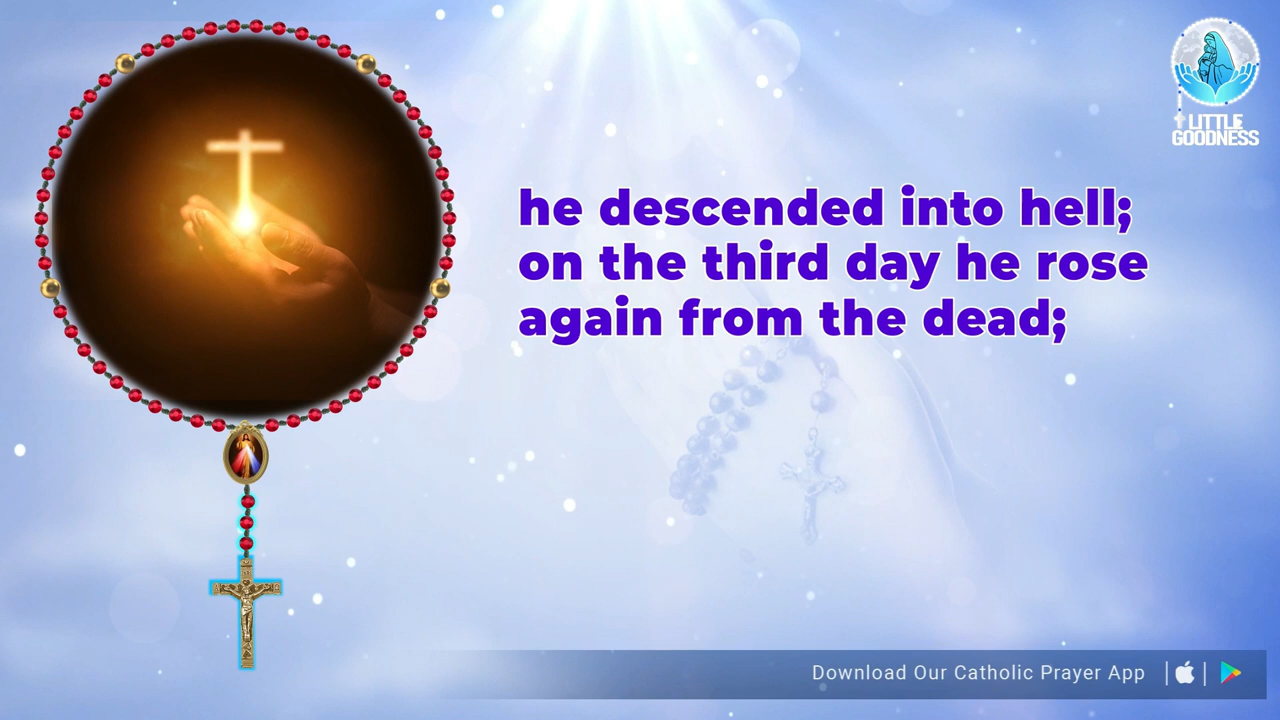 LITTLE
GOODNESS
he descended into hell;
on the third day he rose
again from the dead;
Download Our Catholic Prayer App